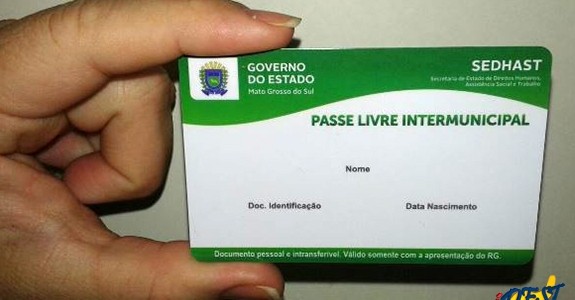 GOVERNO
DO ESTADO
Mato Grosso do Sul
SEDHAST
Secretaria de Estado de Direitos Humanos,
Assistência Social e Trabalho
PASSE LIVRE INTERMUNICIPAL
Nome
Doc. Identificação
Data Nascimento
Documento pessoal e intransferível. Válido somente com a apresentação do RG.